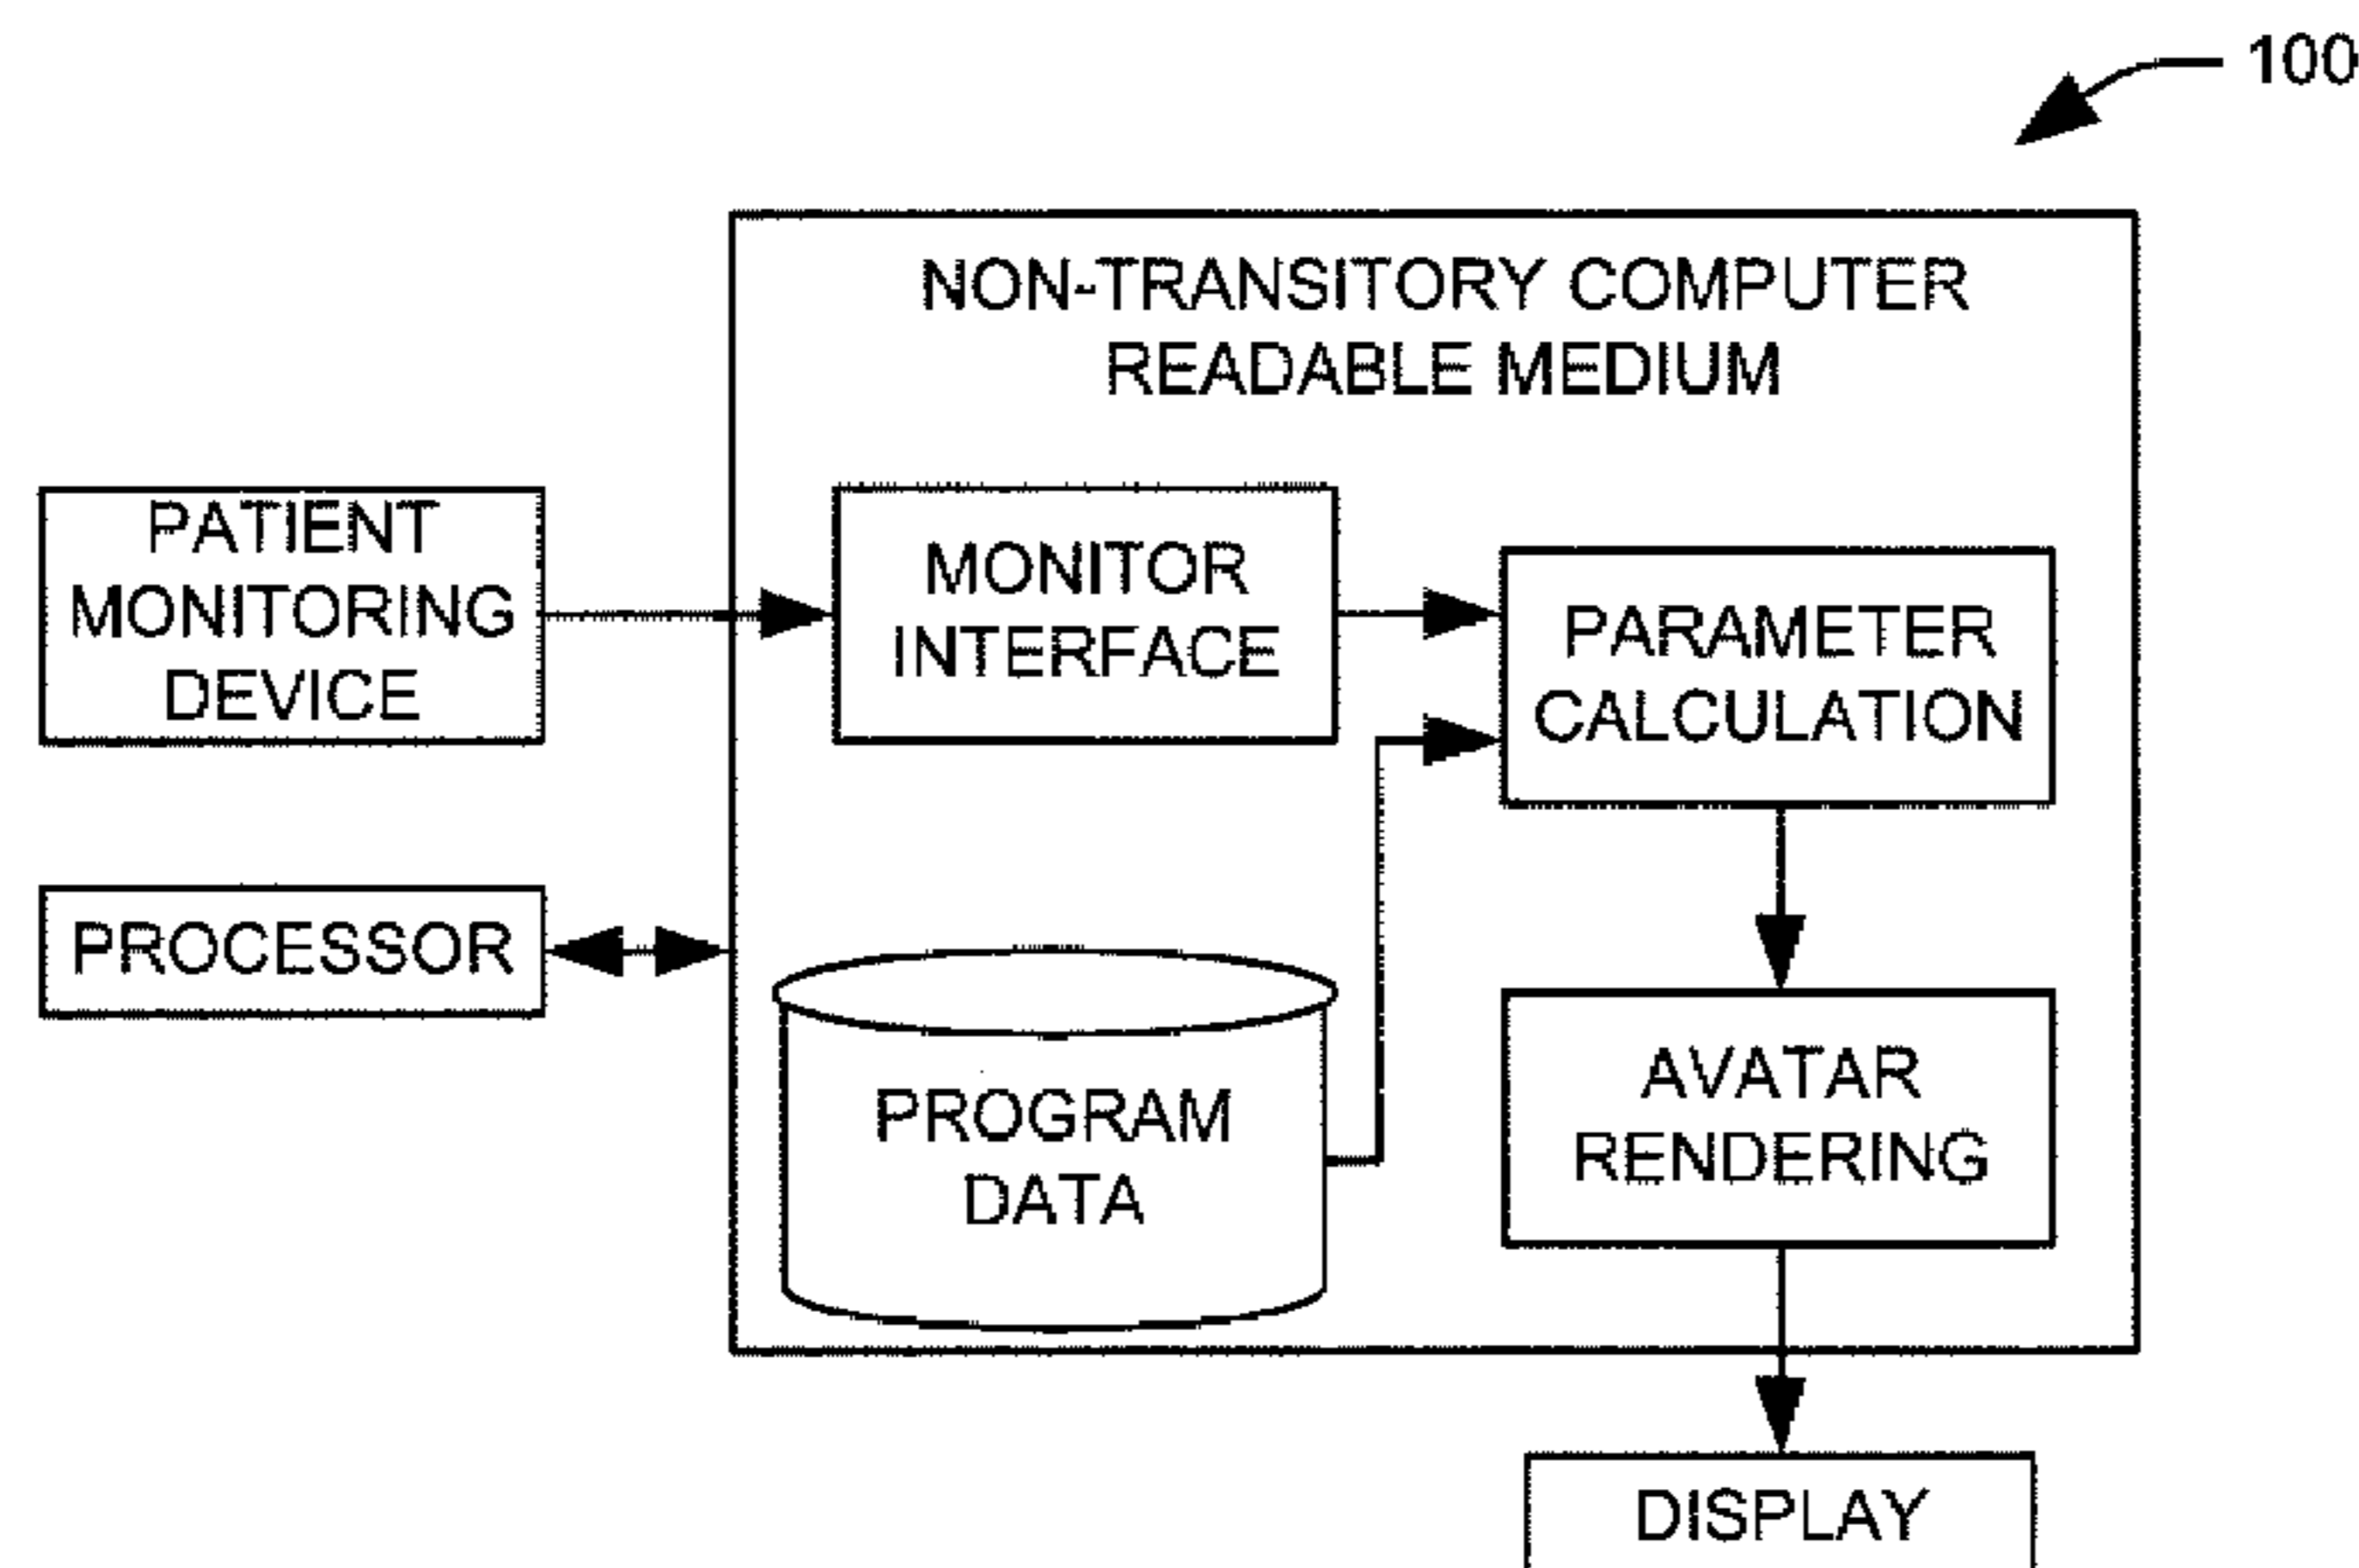 100
NON-TRANSITORY COMPUTER
READABLE MEDIUM
PATIENT
MONITORING
DEVICE
MONITOR
INTERFACE
PARAMETER
CALCULATION
PROCESSOR
PROGRAM
DATA
AVATAR
RENDERING
DISPLAY